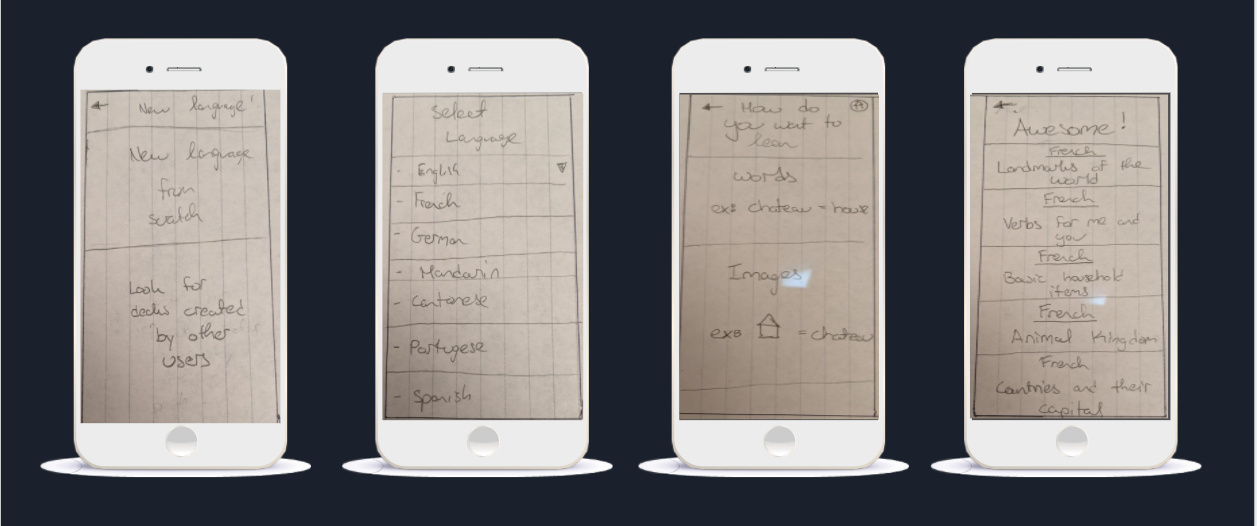 New language!
New language
from
scratch
Look for
decks created
by other
users
Select
Language
- English
- French
- German
- Mandarin
- Cantonese
- Portugese
- Spanish
How do
you want to
lean
words
ex: chateau = house
Images
ex: = chateau
Awesome!
French
Landmarks of the
world
French
Verbs for me and
you
French
Basic household
items
French
Animal Kingdom
French
Countries and their
capital